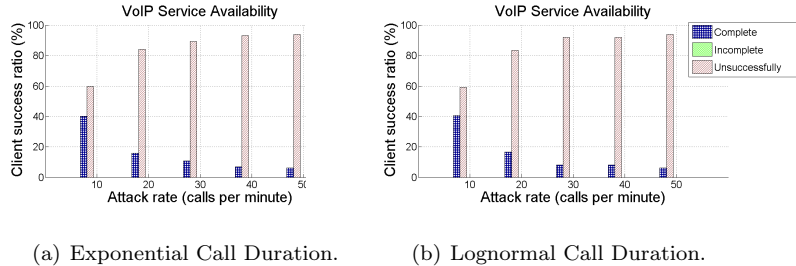 VoIP Service Availability
Client success ratio (%)
100
80
60
40
20
0
10
20
30
40
50
Attack rate (calls per minute)
(a) Exponential Call Duration.
VoIP Service Availability
Client success ratio (%)
100
80
60
40
20
0
10
20
30
40
50
Attack rate (calls per minute)
Complete
Incomplete
Unsuccessfully
(b) Lognormal Call Duration.